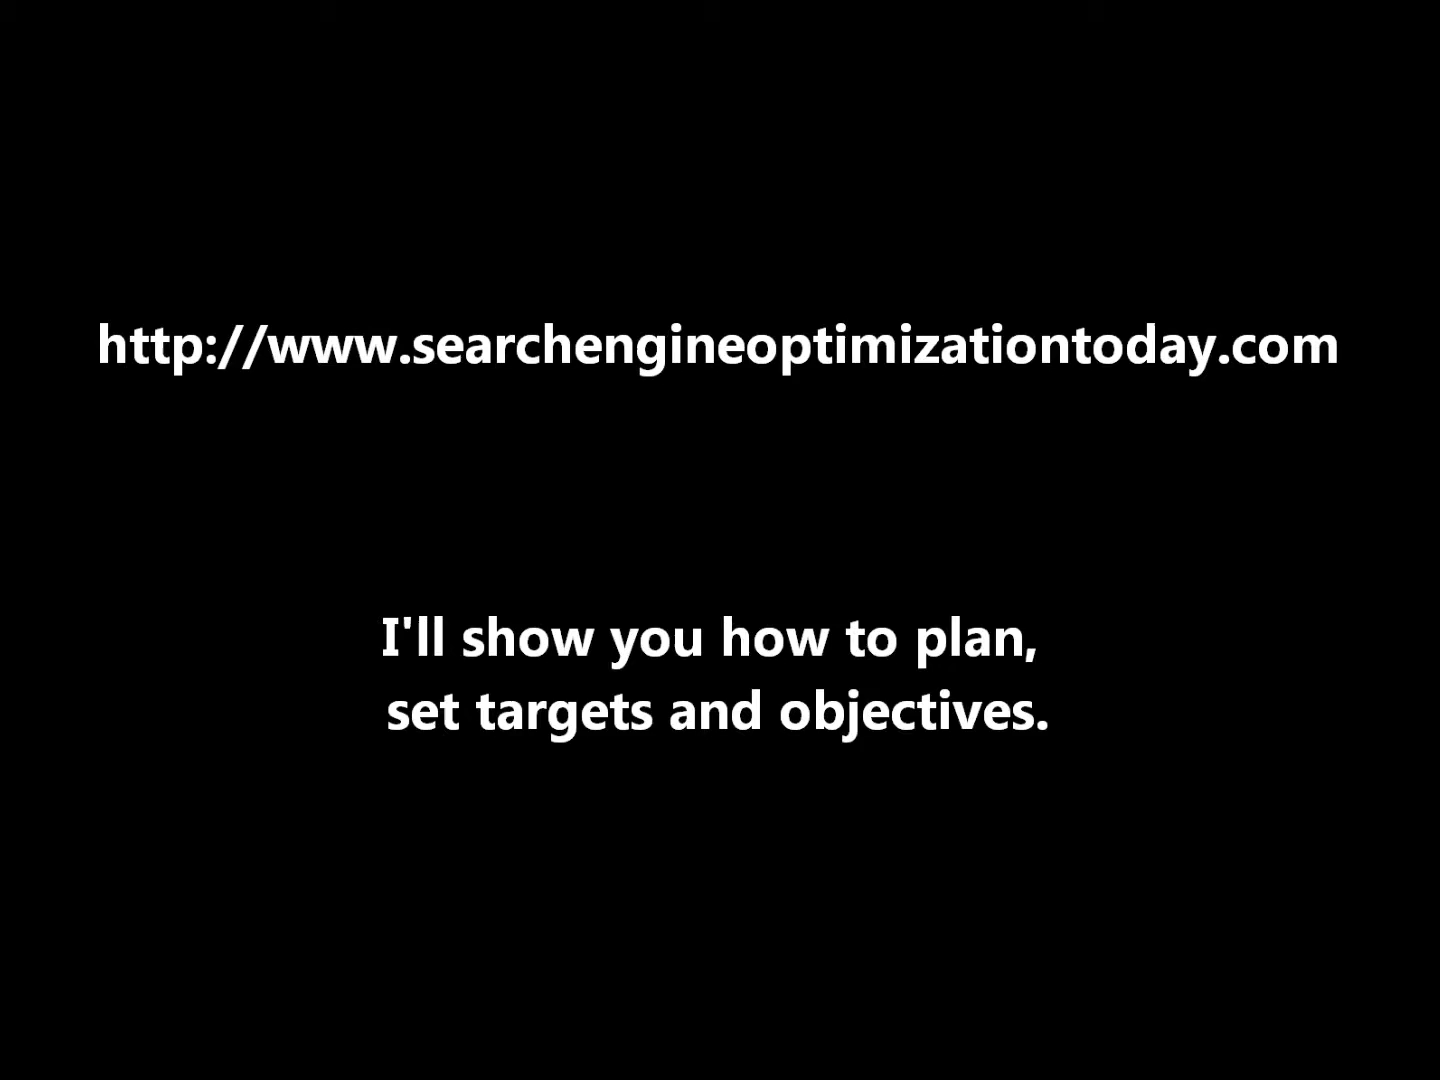 http://www.searchengineoptimizationtoday.com
I'll show you how to plan,
set targets and objectives.